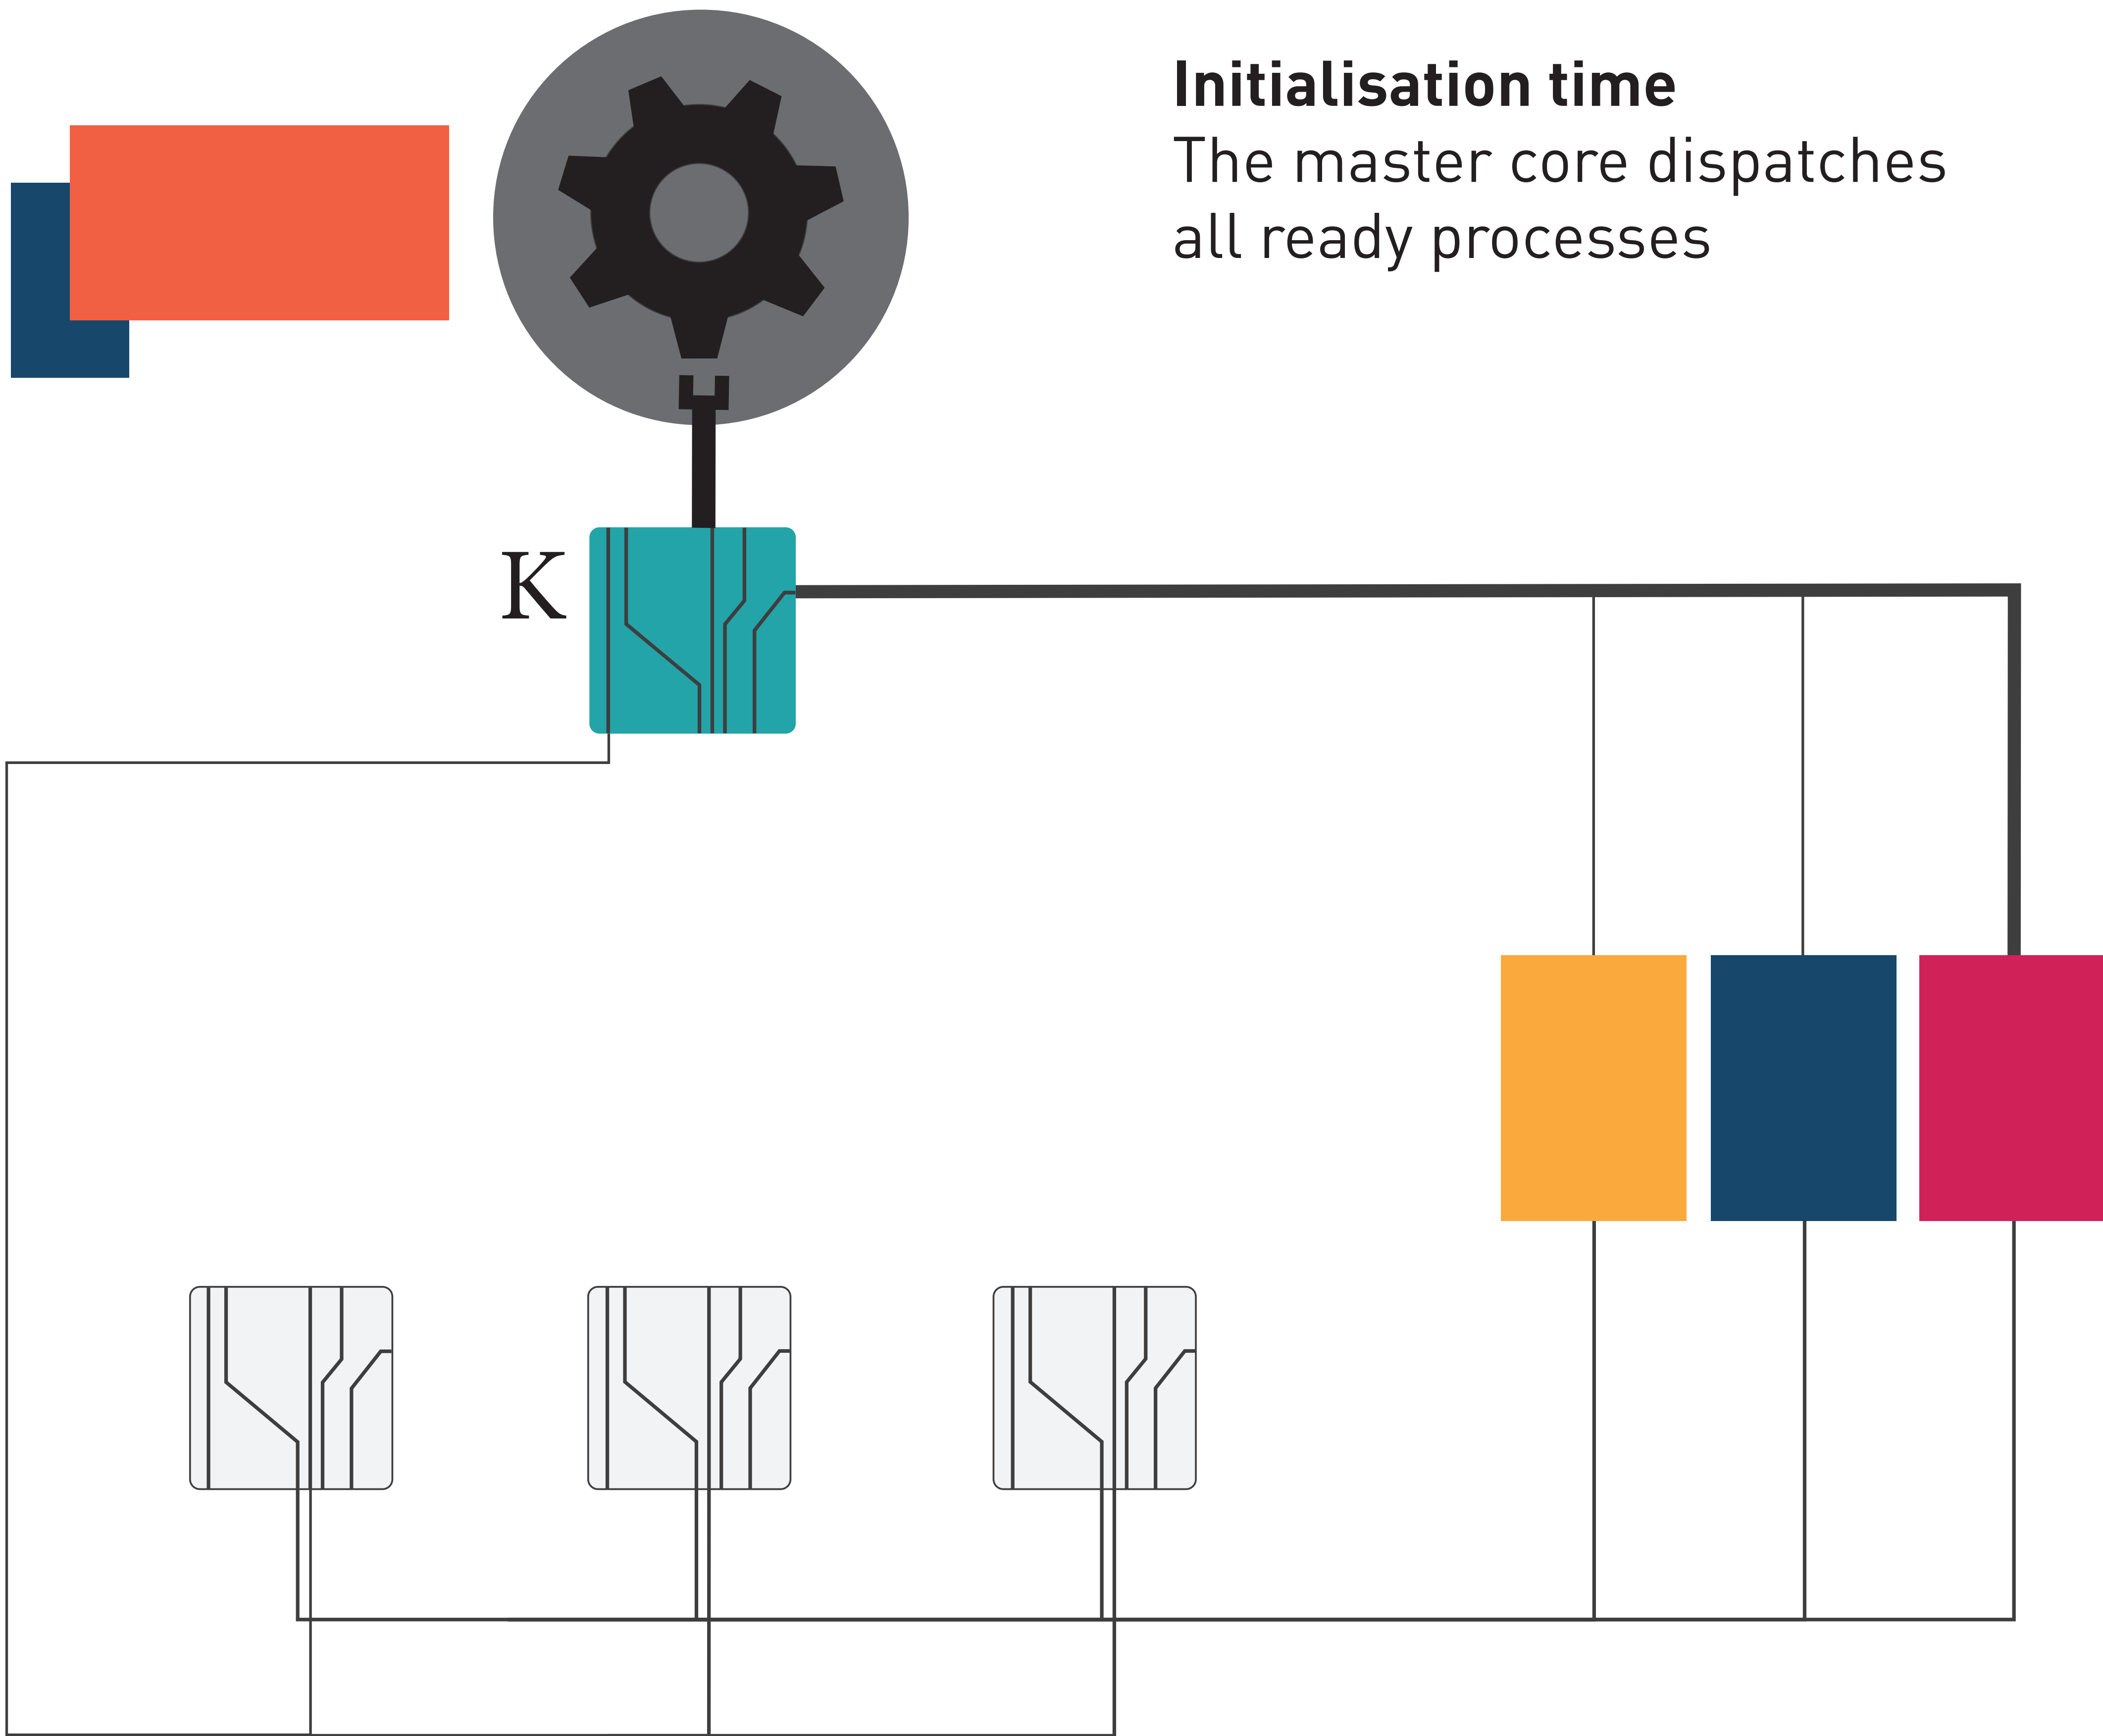 Initialisation time
The master core dispatches
all ready processes
K